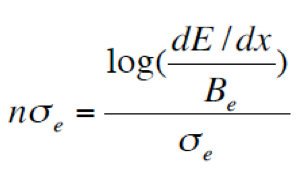 nσ_e = log((dE/dx)/B_e)/σ_e